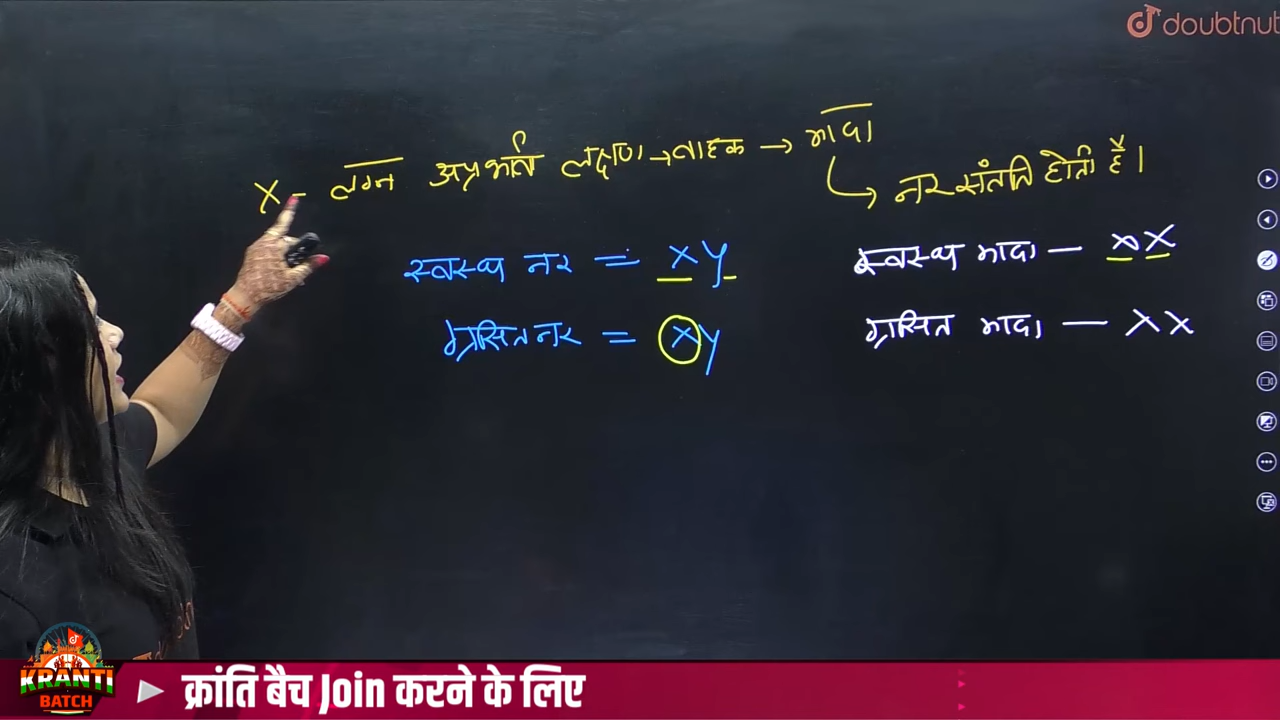 doubtnut
X - लग्न अप्रभावी लक्षण → वाहक → मादा
↳ नर संतति होती है।
स्वस्थ नर = XY
स्वस्थ मादा - XX
ग्रसित नर = XY
ग्रसित मादा - XX
KRANTI
BATCH
क्रांति बैच Join करने के लिए